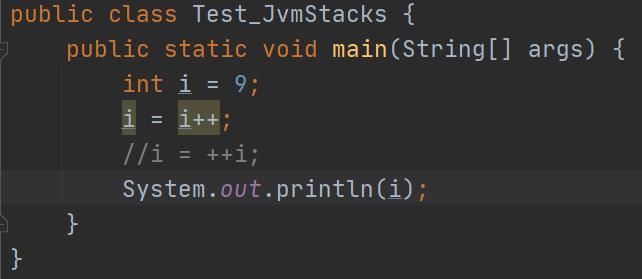 public class Test_JvmStacks {
    public static void main(String[] args) {
        int i = 9;
        i = i++;
        //i = ++i;
        System.out.println(i);
    }
}